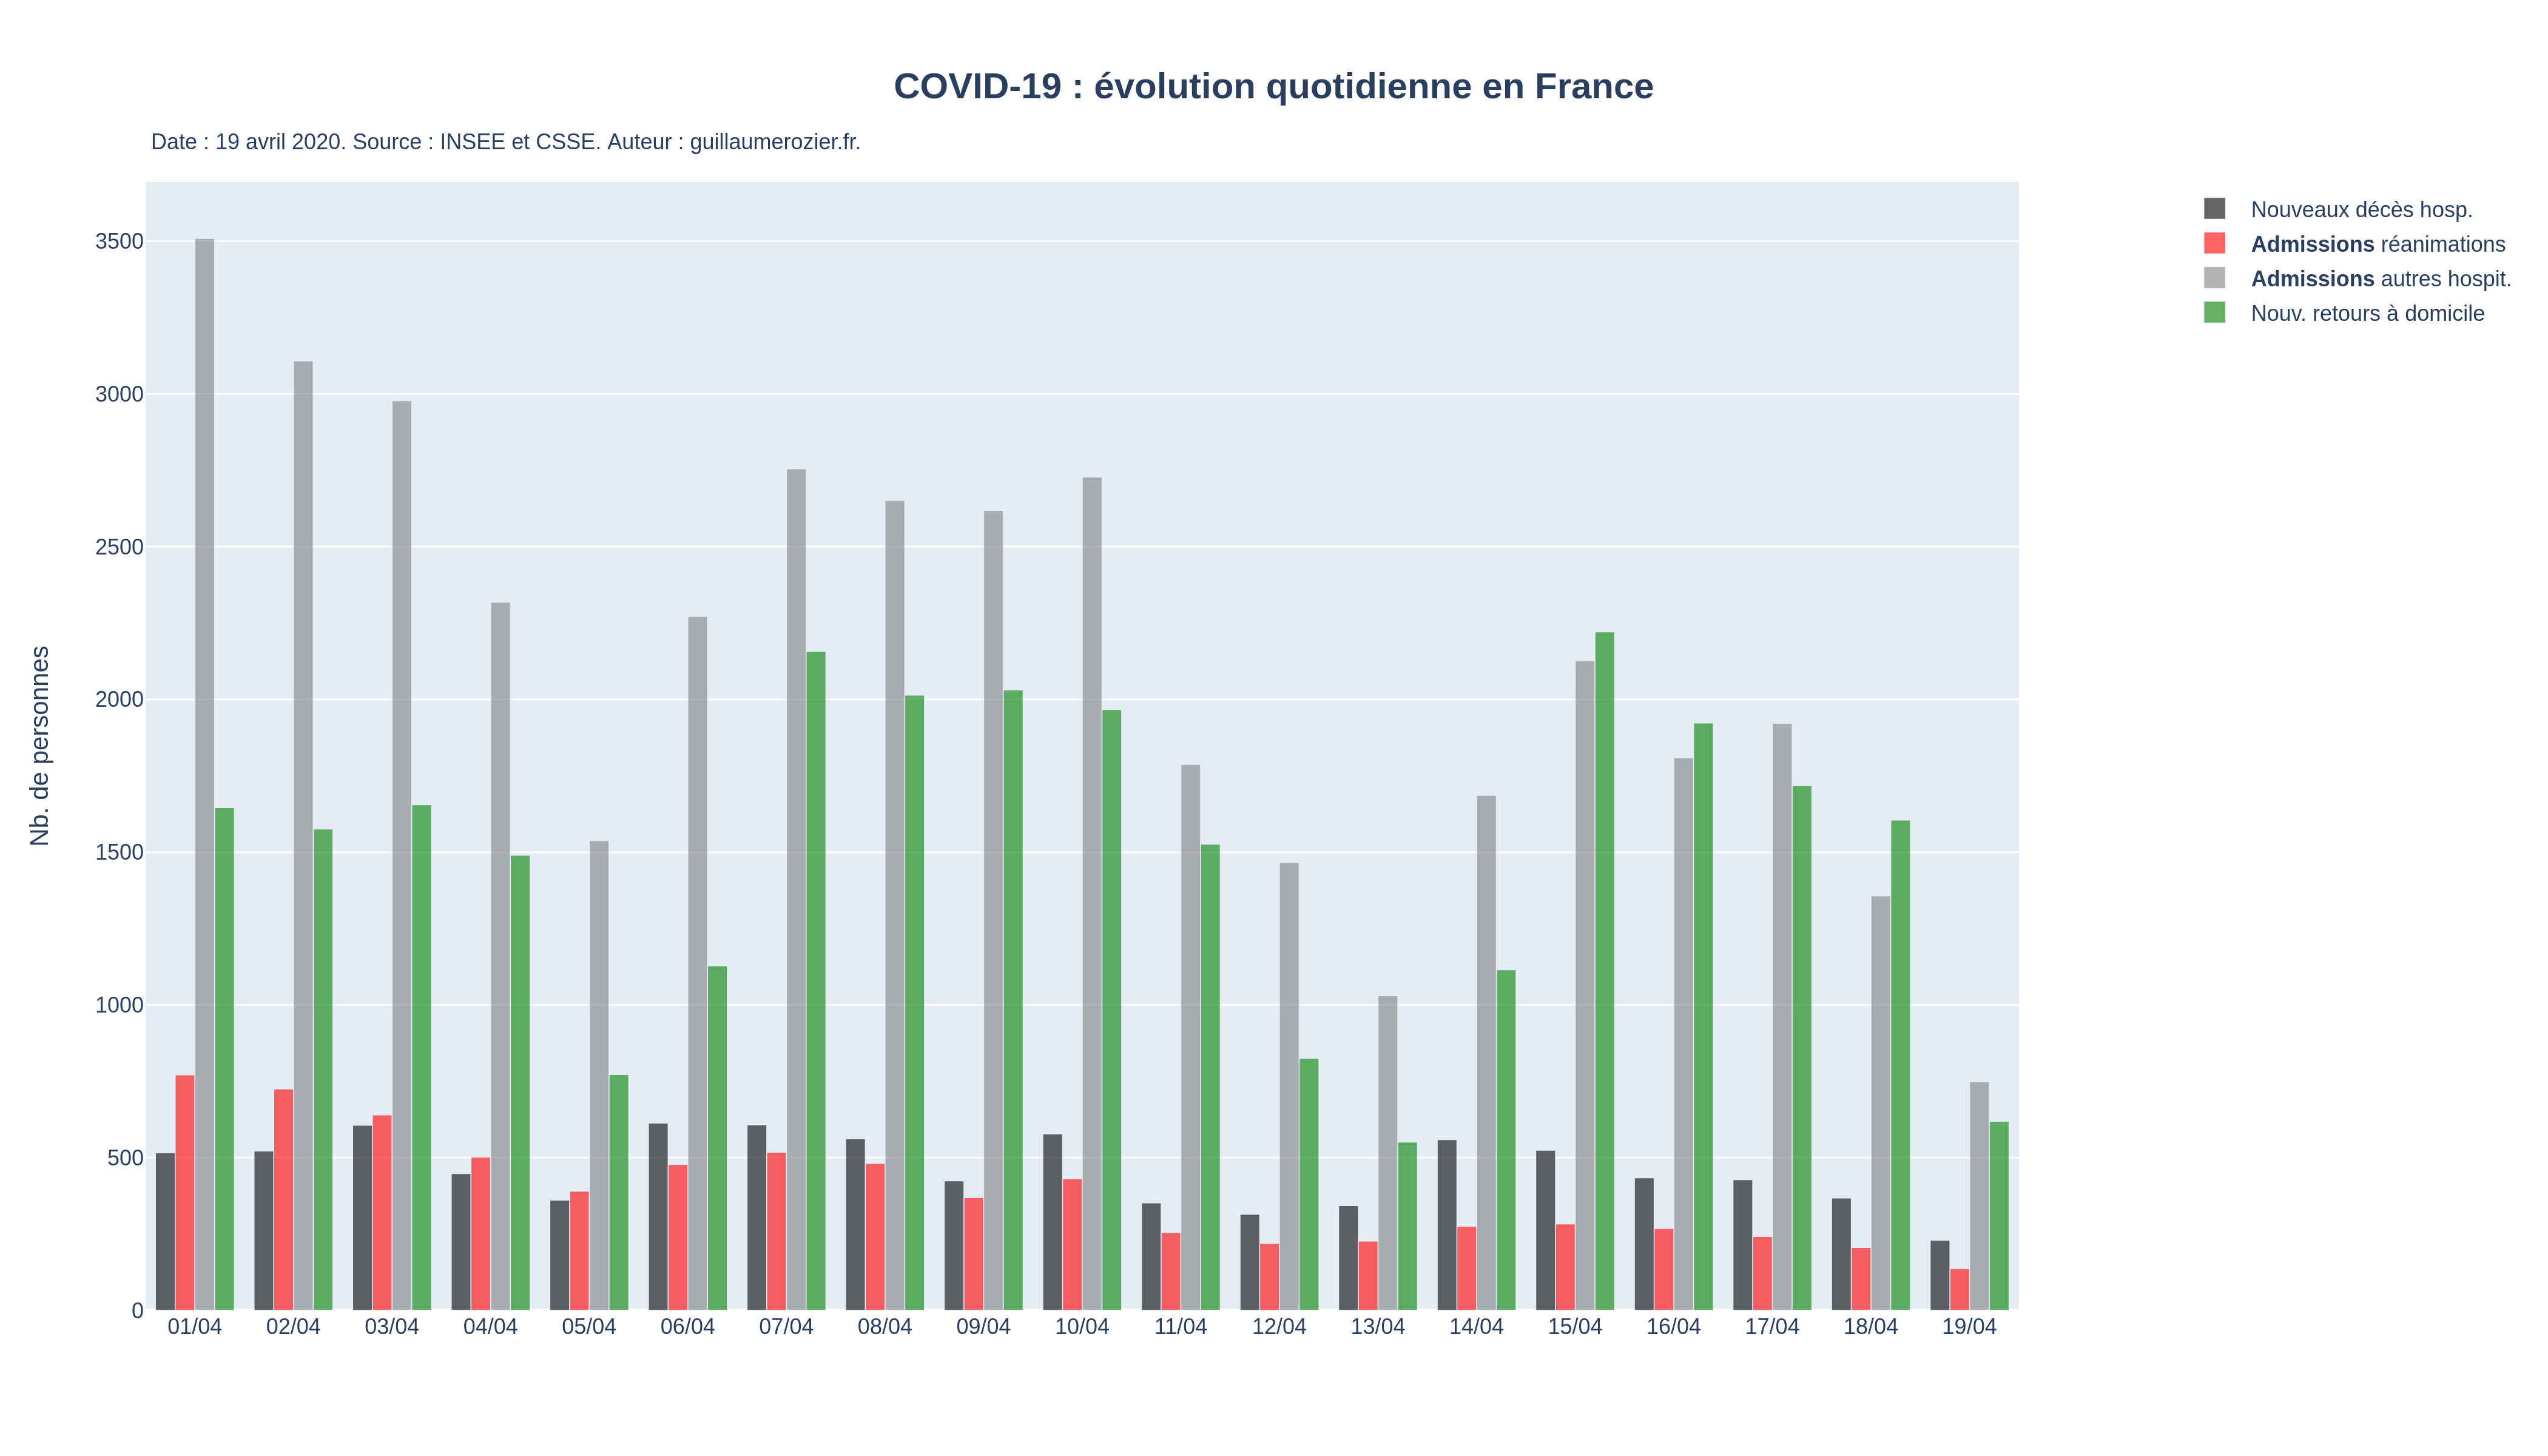 COVID-19 : évolution quotidienne en France
Date : 19 avril 2020. Source : INSEE et CSSE. Auteur : guillaumerozier.fr.
Nouveaux décès hosp.
Admissions réanimations
Admissions autres hospit.
Nouv. retours à domicile
Nb. de personnes
3500
3000
2500
2000
1500
1000
500
0
01/04 02/04 03/04 04/04 05/04 06/04 07/04 08/04 09/04 10/04 11/04 12/04 13/04 14/04 15/04 16/04 17/04 18/04 19/04